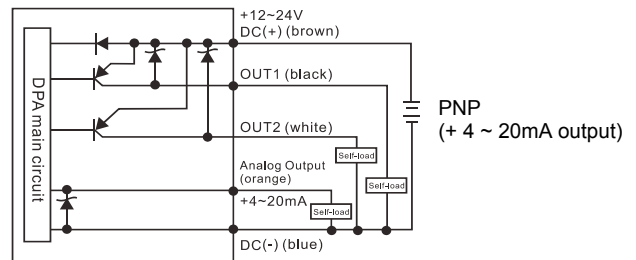 +12~24V
DC(+) (brown)
OUT1 (black)
OUT2 (white)
Analog Output
(orange)
+4~20mA
DC(-) (blue)
DPA main circuit
Self-load
Self-load
Self-load
PNP
(+ 4 ~ 20mA output)